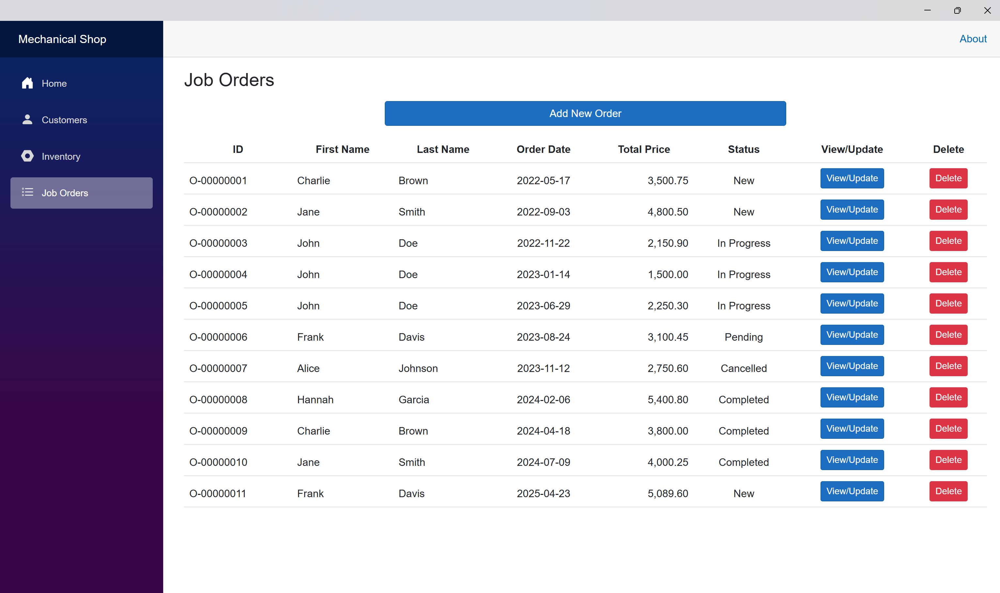 Mechanical Shop
About
Home
Customers
Inventory
Job Orders
Job Orders
Add New Order
ID First Name Last Name Order Date Total Price Status View/Update Delete
O-00000001 Charlie Brown 2022-05-17 3,500.75 New View/Update Delete
O-00000002 Jane Smith 2022-09-03 4,800.50 New View/Update Delete
O-00000003 John Doe 2022-11-22 2,150.90 In Progress View/Update Delete
O-00000004 John Doe 2023-01-14 1,500.00 In Progress View/Update Delete
O-00000005 John Doe 2023-06-29 2,250.30 In Progress View/Update Delete
O-00000006 Frank Davis 2023-08-24 3,100.45 Pending View/Update Delete
O-00000007 Alice Johnson 2023-11-12 2,750.60 Cancelled View/Update Delete
O-00000008 Hannah Garcia 2024-02-06 5,400.80 Completed View/Update Delete
O-00000009 Charlie Brown 2024-04-18 3,800.00 Completed View/Update Delete
O-00000010 Jane Smith 2024-07-09 4,000.25 Completed View/Update Delete
O-00000011 Frank Davis 2025-04-23 5,089.60 New View/Update Delete